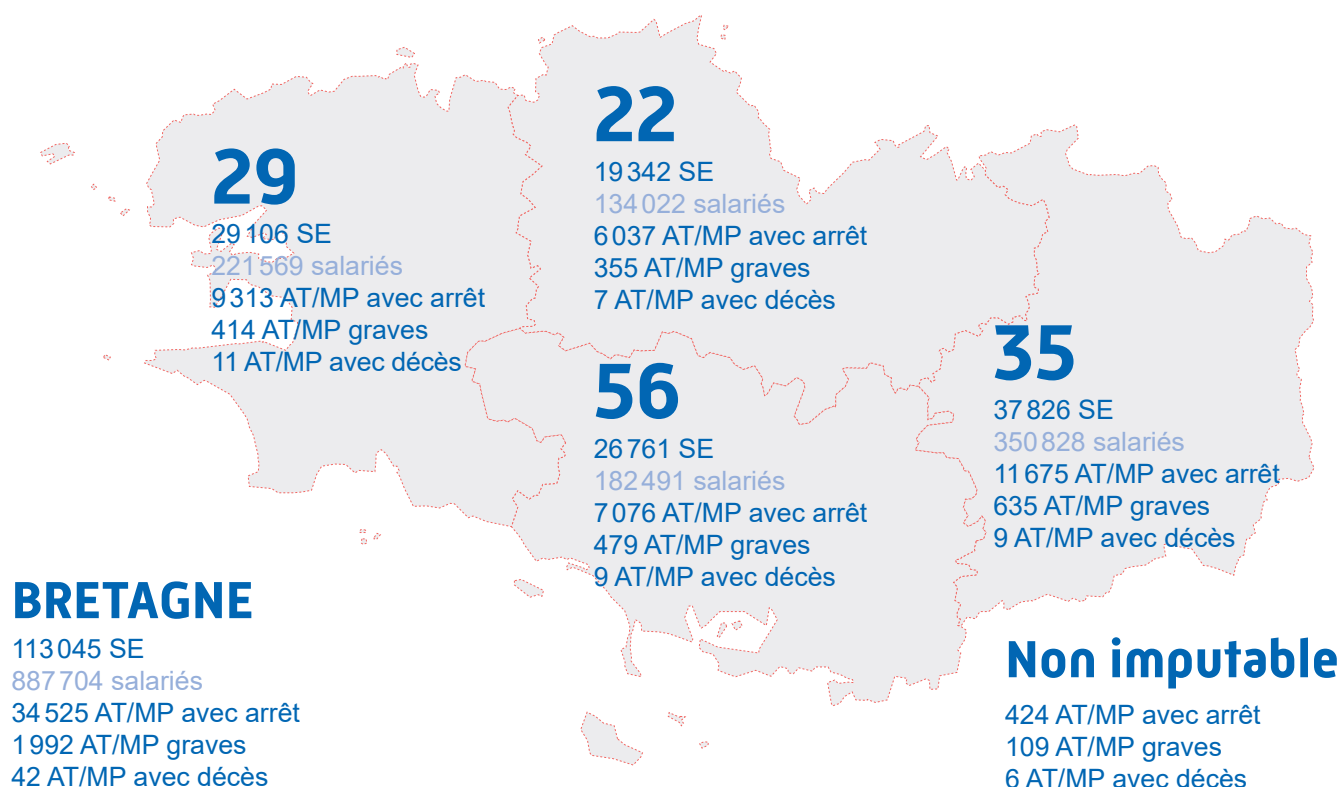 22
19 342 SE
134 022 salariés
6 037 AT/MP avec arrêt
355 AT/MP graves
7 AT/MP avec décès
29
29 106 SE
221 569 salariés
9 313 AT/MP avec arrêt
414 AT/MP graves
11 AT/MP avec décès
35
37 826 SE
350 828 salariés
11 675 AT/MP avec arrêt
635 AT/MP graves
9 AT/MP avec décès
56
26 761 SE
182 491 salariés
7 076 AT/MP avec arrêt
479 AT/MP graves
9 AT/MP avec décès
BRETAGNE
113 045 SE
887 704 salariés
34 525 AT/MP avec arrêt
1 992 AT/MP graves
42 AT/MP avec décès
Non imputable
424 AT/MP avec arrêt
109 AT/MP graves
6 AT/MP avec décès